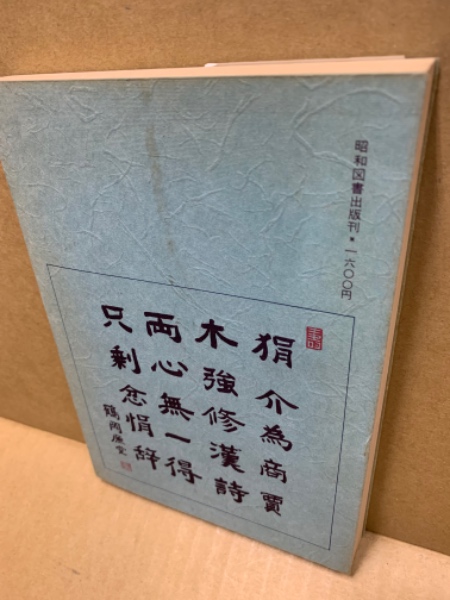 昭和図書出版刊・一六〇〇円
狷介為商賈
木強修漢詩
両心無一得
只剰忿悁辞